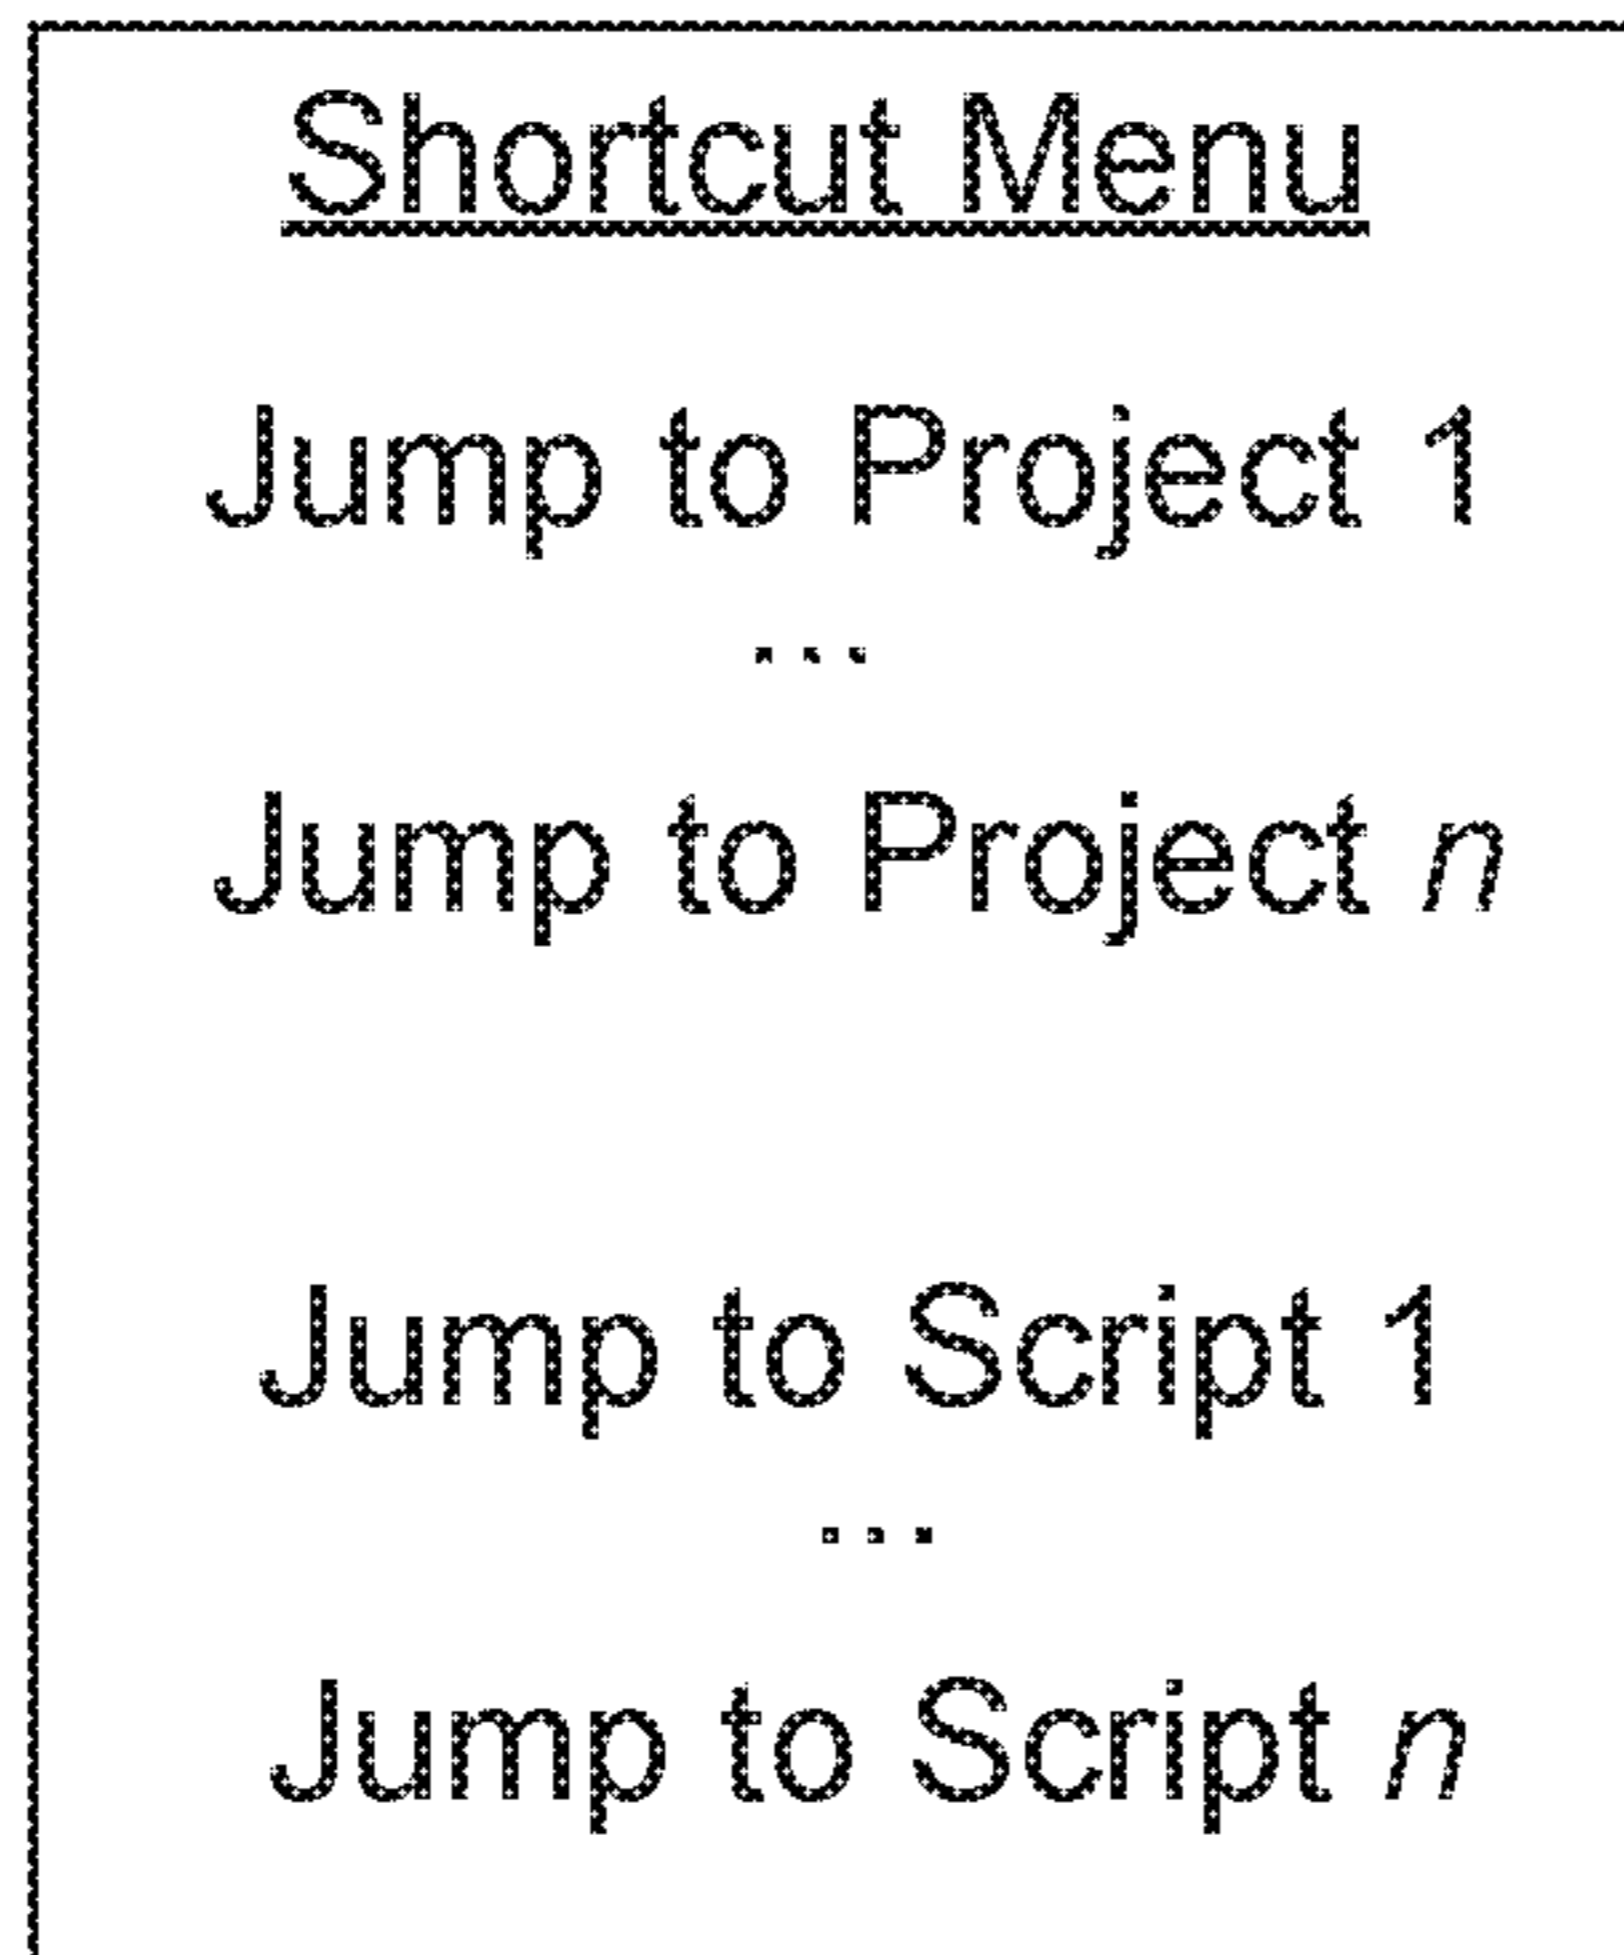 Shortcut Menu
Jump to Project 1
...
Jump to Project n
Jump to Script 1
...
Jump to Script n